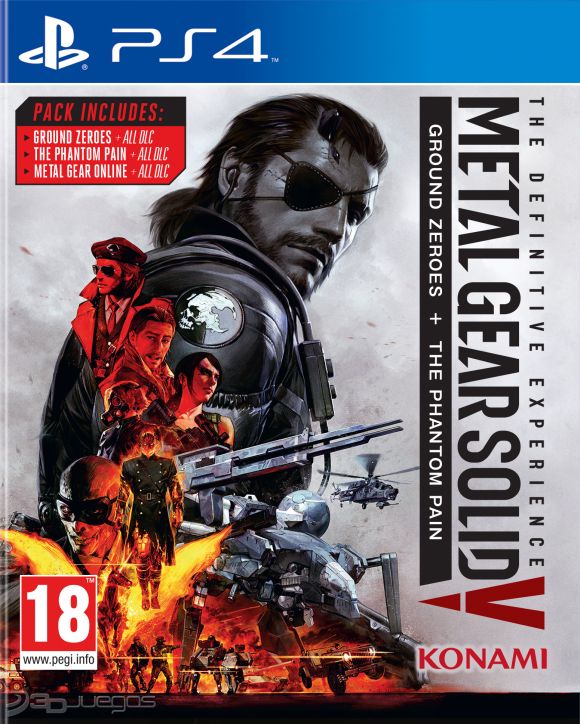 PS4
PACK INCLUDES:
GROUND ZEROES + ALL DLC
THE PHANTOM PAIN + ALL DLC
METAL GEAR ONLINE + ALL DLC
THE DEFINITIVE EXPERIENCE
METAL GEAR SOLID V
GROUND ZEROES + THE PHANTOM PAIN
18
www.pegi.info
KONAMI
3DJuegos